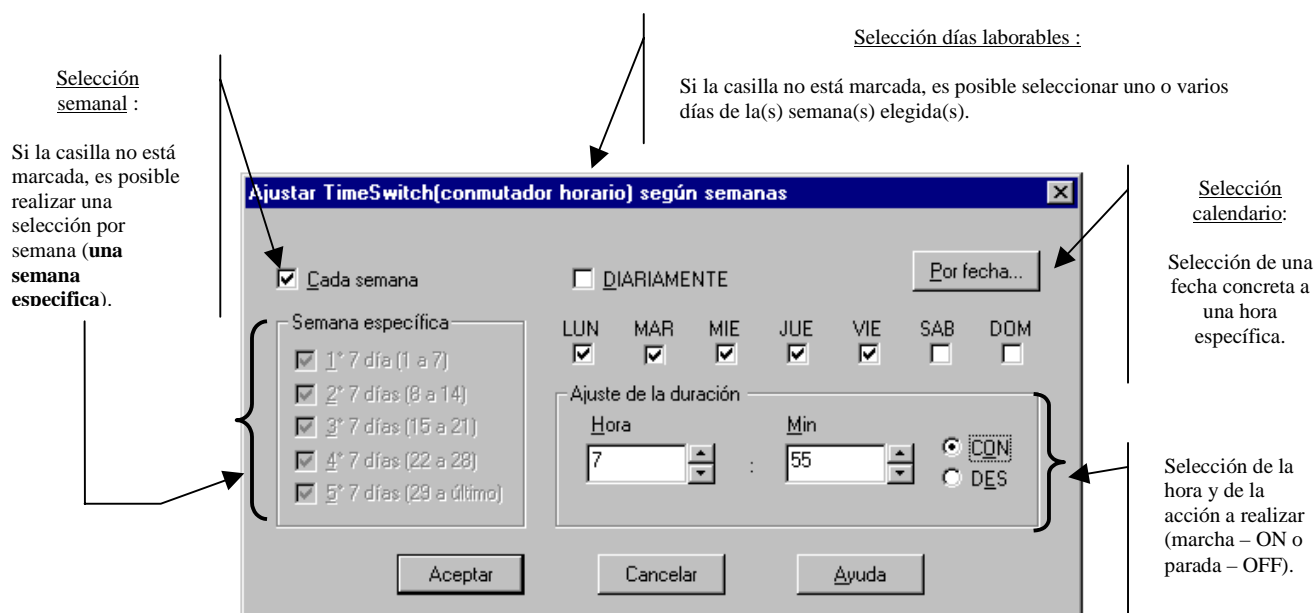 Selección días laborables :
Si la casilla no está marcada, es posible seleccionar uno o varios
días de la(s) semana(s) elegida(s).
Selección
semanal :
Si la casilla no está
marcada, es posible
realizar una
selección por
semana (una
semana
especifica).
Selección
calendario:
Selección de una
fecha concreta a
una hora
específica.
Selección de la
hora y de la
acción a realizar
(marcha – ON o
parada – OFF).
Ajustar TimeSwitch(conmutador horario) según semanas
Cada semana
DIARIAMENTE
Por fecha...
Semana específica
1° 7 día (1 a 7)
2° 7 días (8 a 14)
3° 7 días (15 a 21)
4° 7 días (22 a 28)
5° 7 días (29 a último)
LUN MAR MIE JUE VIE SAB DOM
Ajuste de la duración
Hora Min
7 : 55
CON
DES
Aceptar Cancelar Ayuda